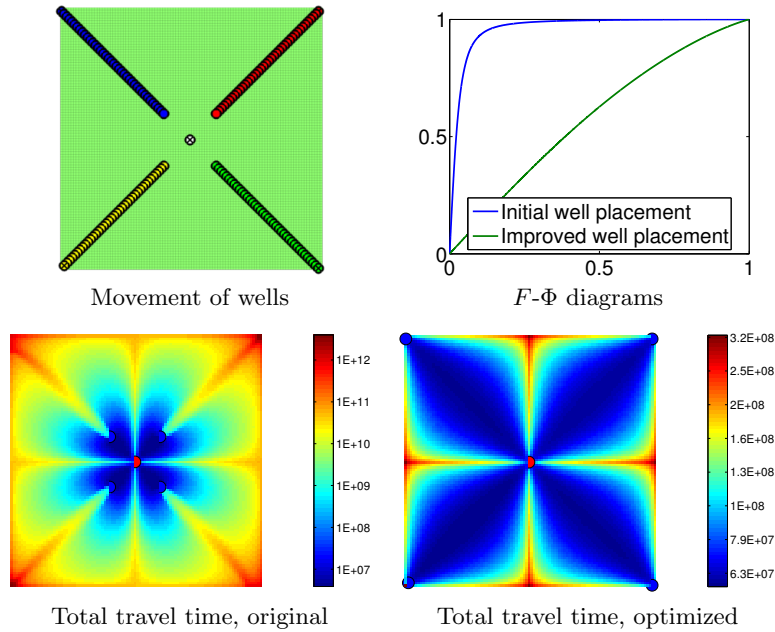 1
0.5
0
0
0.5
1
Initial well placement
Improved well placement
Movement of wells
F-Φ diagrams
1E+12
1E+11
1E+10
1E+09
1E+08
1E+07
3.2E+08
2E+08
1.6E+08
1.3E+08
1E+08
7.9E+07
6.3E+07
Total travel time, original
Total travel time, optimized